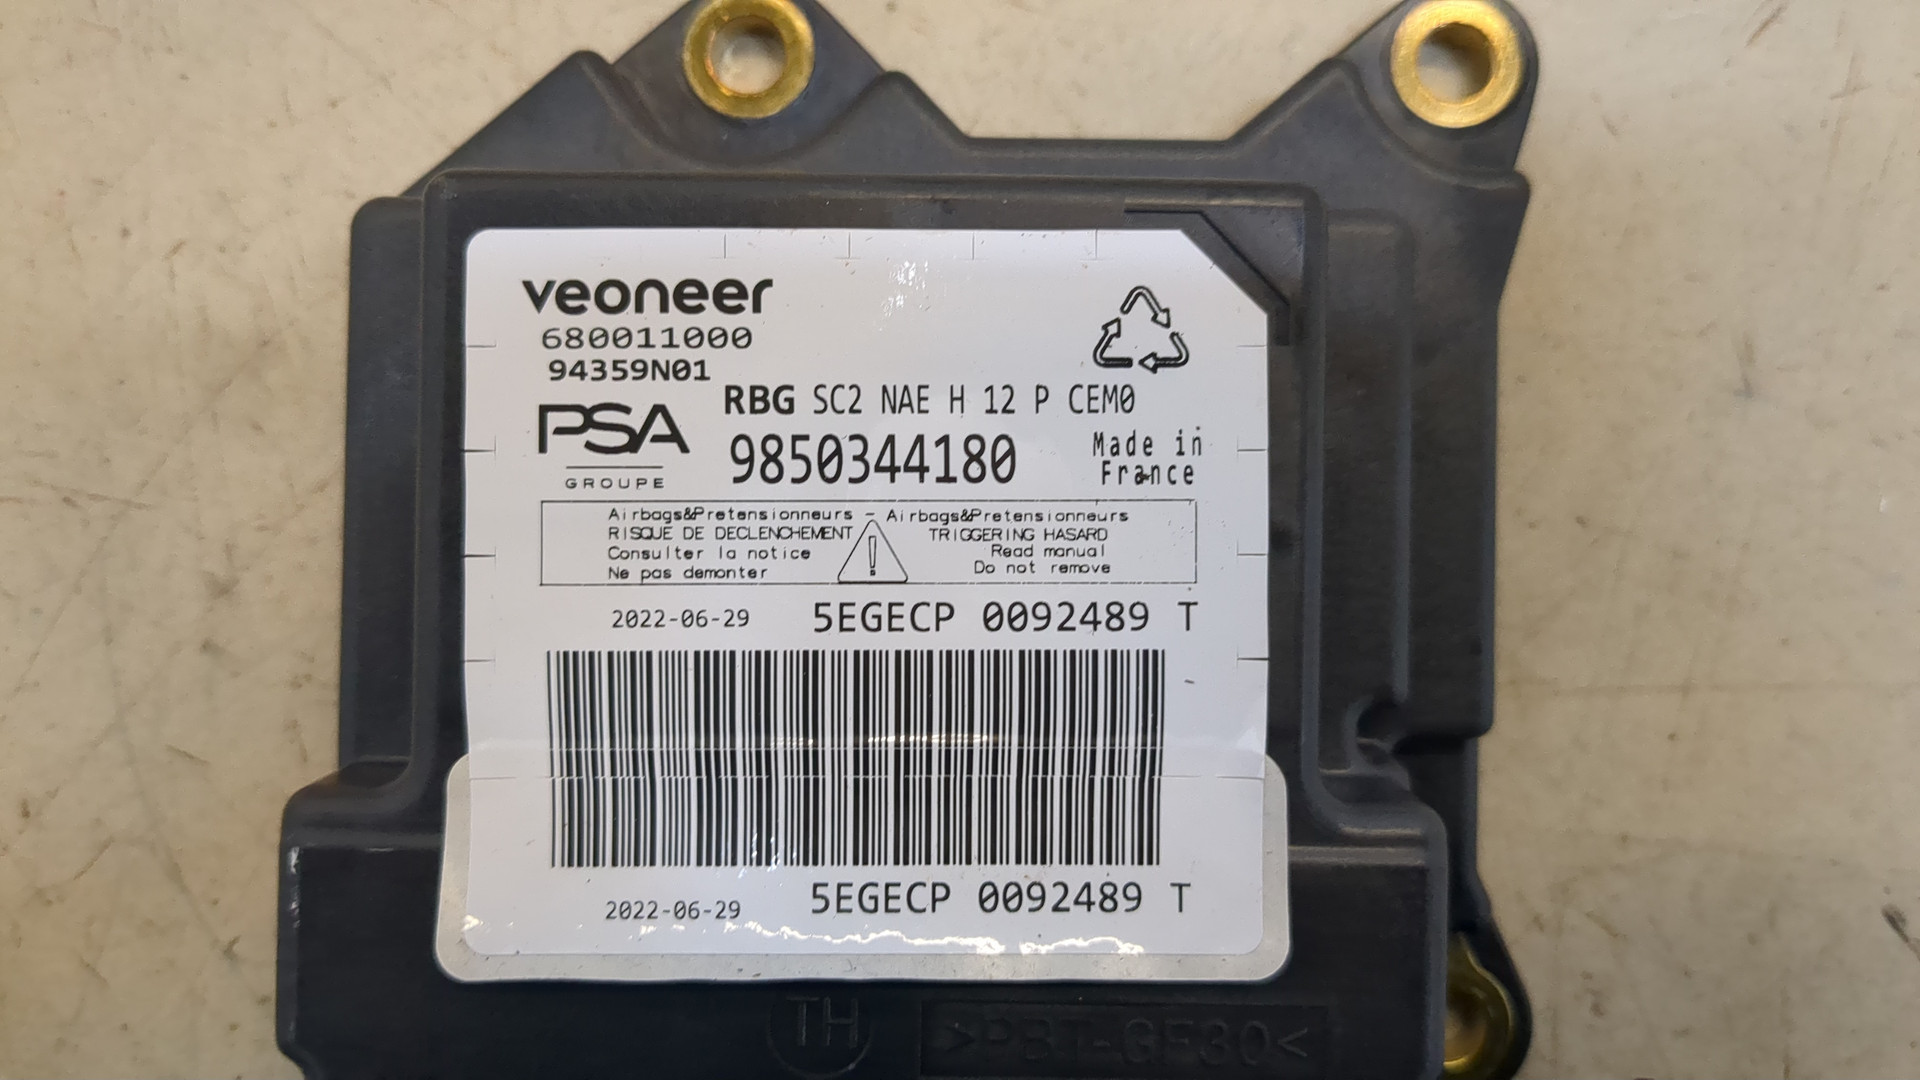 veoneer
680011000
94359N01
RBG SC2 NAE H 12 P CEM0
PSA
GROUPE
9850344180
Made in
France
Airbags&Pretensionneurs - Airbags&Pretensionneurs
RISQUE DE DECLENCHEMENT TRIGGERING HASARD
Consulter la notice Read manual
Ne pas demonter Do not remove
2022-06-29 5EGECP 0092489 T
2022-06-29 5EGECP 0092489 T
TH >PBT-GF30<